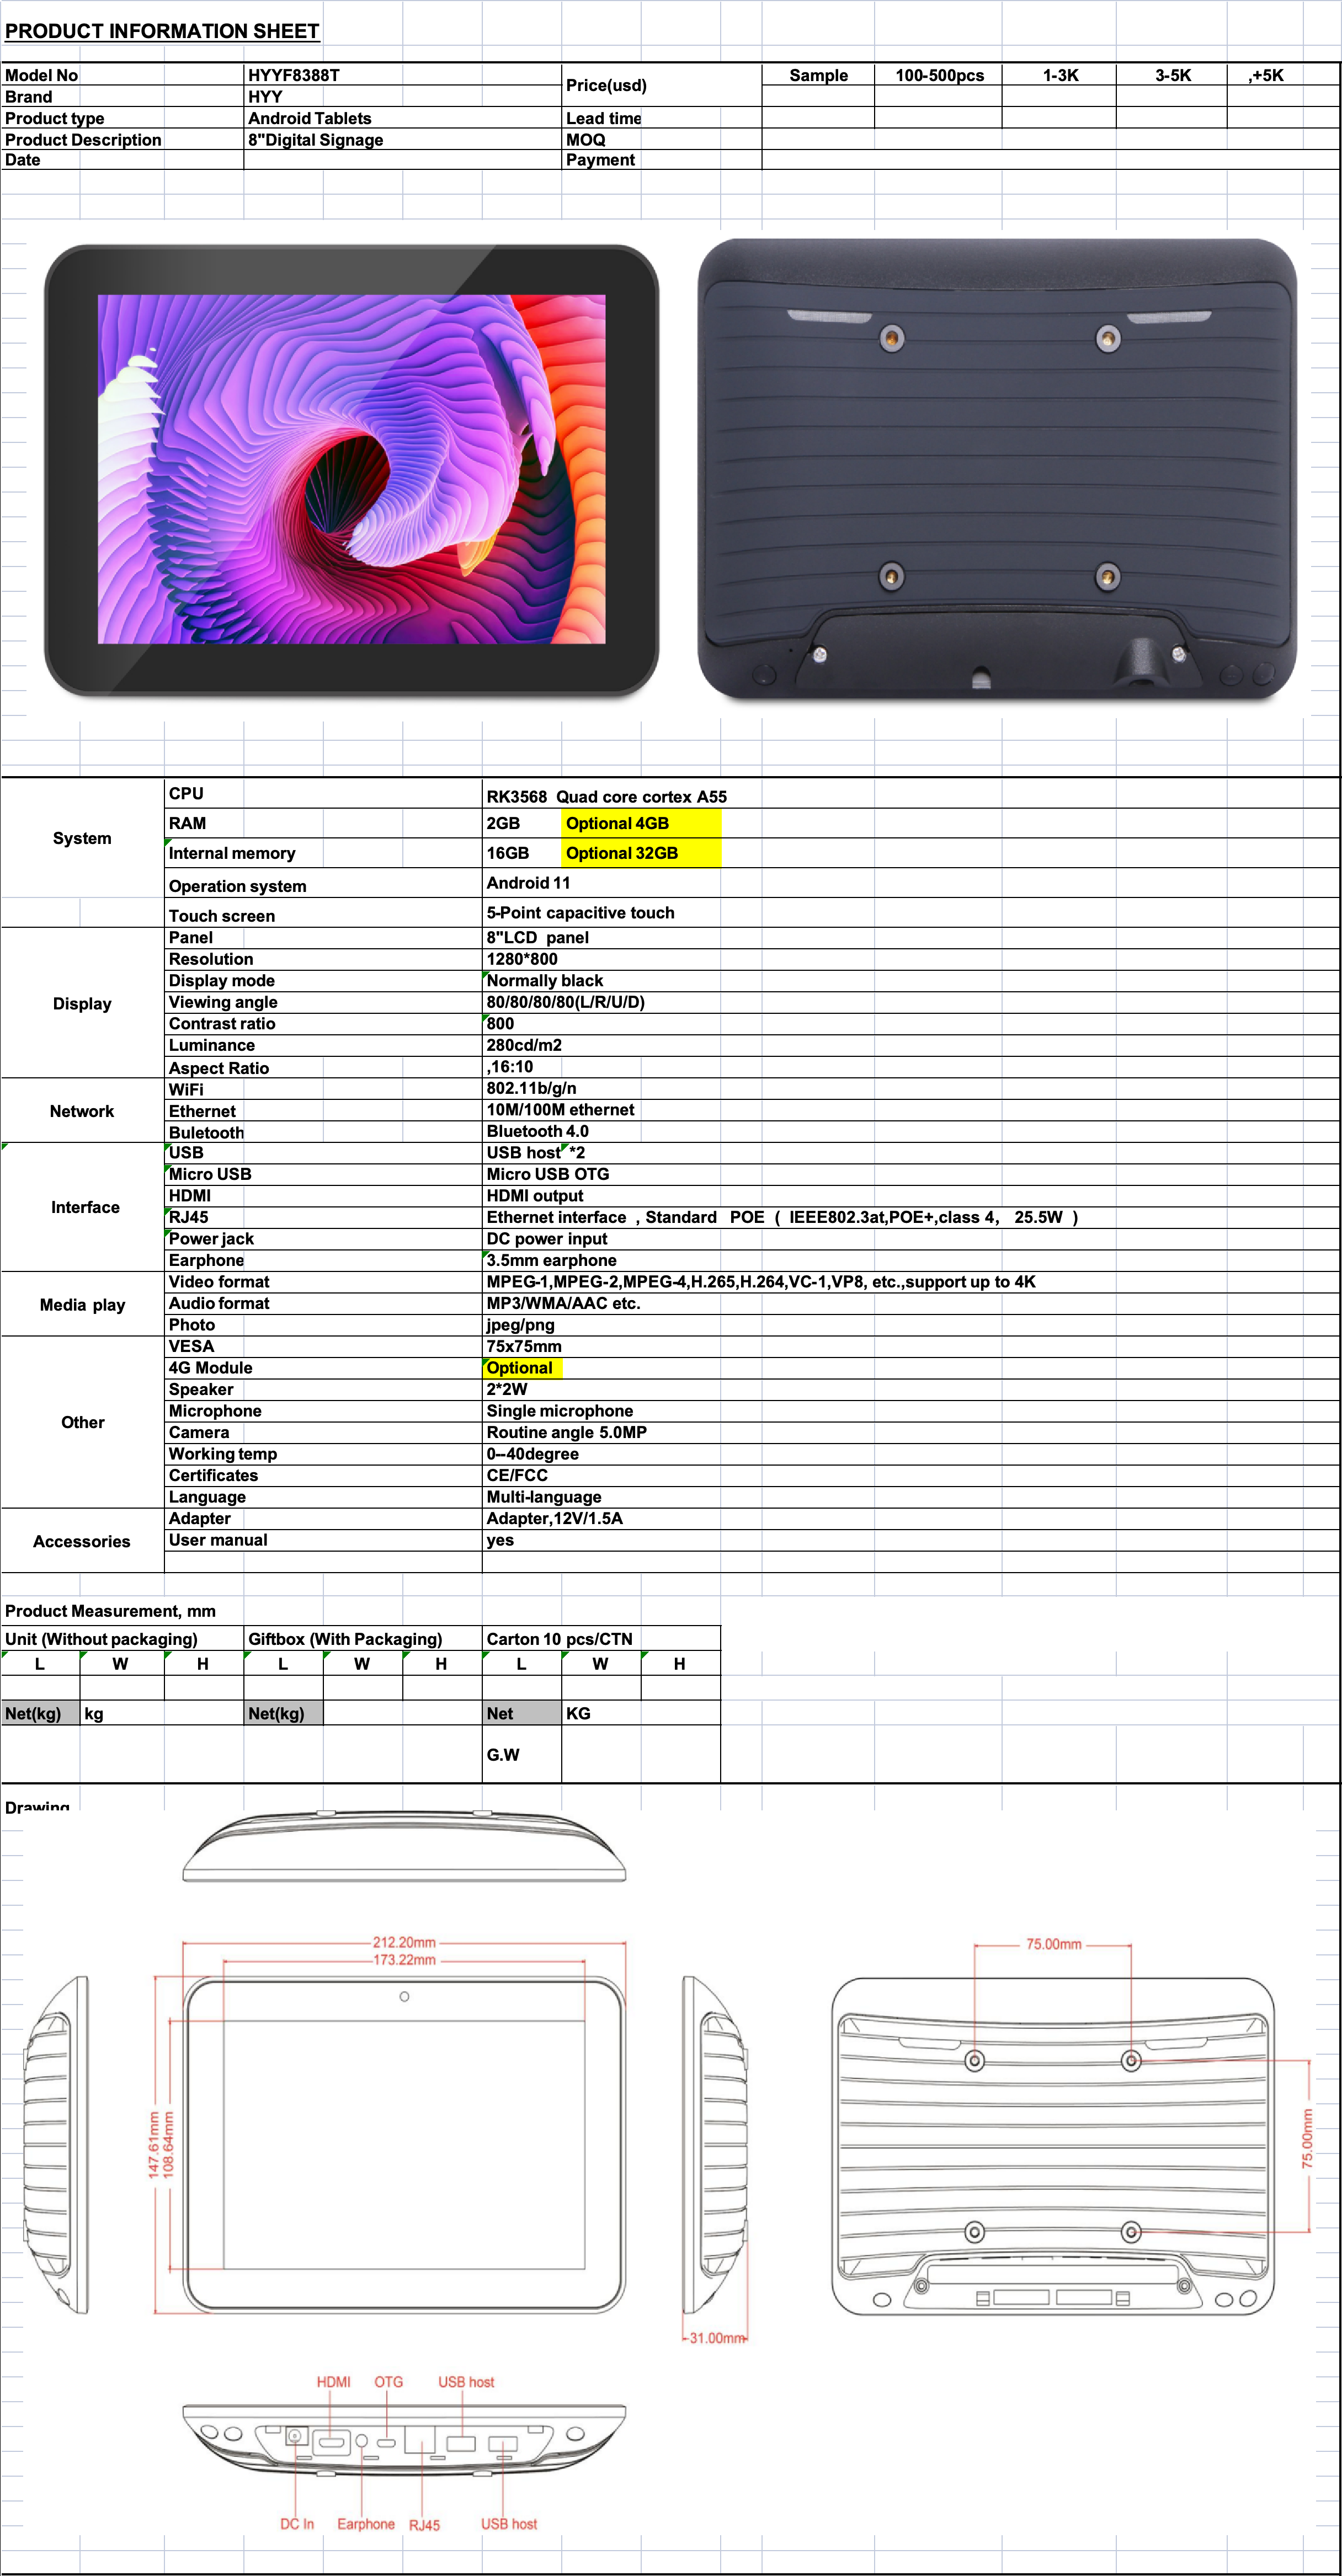 PRODUCT INFORMATION SHEET
Model No HYYF8388T Price(usd) Sample 100-500pcs 1-3K 3-5K ,+5K
Brand HYY
Product type Android Tablets Lead time
Product Description 8"Digital Signage MOQ
Date Payment
System
CPU RK3568 Quad core cortex A55
RAM 2GB Optional 4GB
Internal memory 16GB Optional 32GB
Operation system Android 11
Touch screen 5-Point capacitive touch
Display
Panel 8"LCD panel
Resolution 1280*800
Display mode Normally black
Viewing angle 80/80/80/80(L/R/U/D)
Contrast ratio 800
Luminance 280cd/m2
Aspect Ratio ,16:10
Network
WiFi 802.11b/g/n
Ethernet 10M/100M ethernet
Buletooth Bluetooth 4.0
Interface
USB USB host *2
Micro USB Micro USB OTG
HDMI HDMI output
RJ45 Ethernet interface , Standard POE ( IEEE802.3at,POE+,class 4, 25.5W )
Power jack DC power input
Earphone 3.5mm earphone
Media play
Video format MPEG-1,MPEG-2,MPEG-4,H.265,H.264,VC-1,VP8, etc.,support up to 4K
Audio format MP3/WMA/AAC etc.
Photo jpeg/png
Other
VESA 75x75mm
4G Module Optional
Speaker 2*2W
Microphone Single microphone
Camera Routine angle 5.0MP
Working temp 0--40degree
Certificates CE/FCC
Language Multi-language
Accessories
Adapter Adapter,12V/1.5A
User manual yes
Product Measurement, mm
Unit (Without packaging) Giftbox (With Packaging) Carton 10 pcs/CTN
L W H L W H L W H
Net(kg) kg Net(kg) Net KG
G.W
Drawing
212.20mm
173.22mm
75.00mm
147.61mm
108.64mm
75.00mm
31.00mm
HDMI OTG USB host
DC In Earphone RJ45 USB host